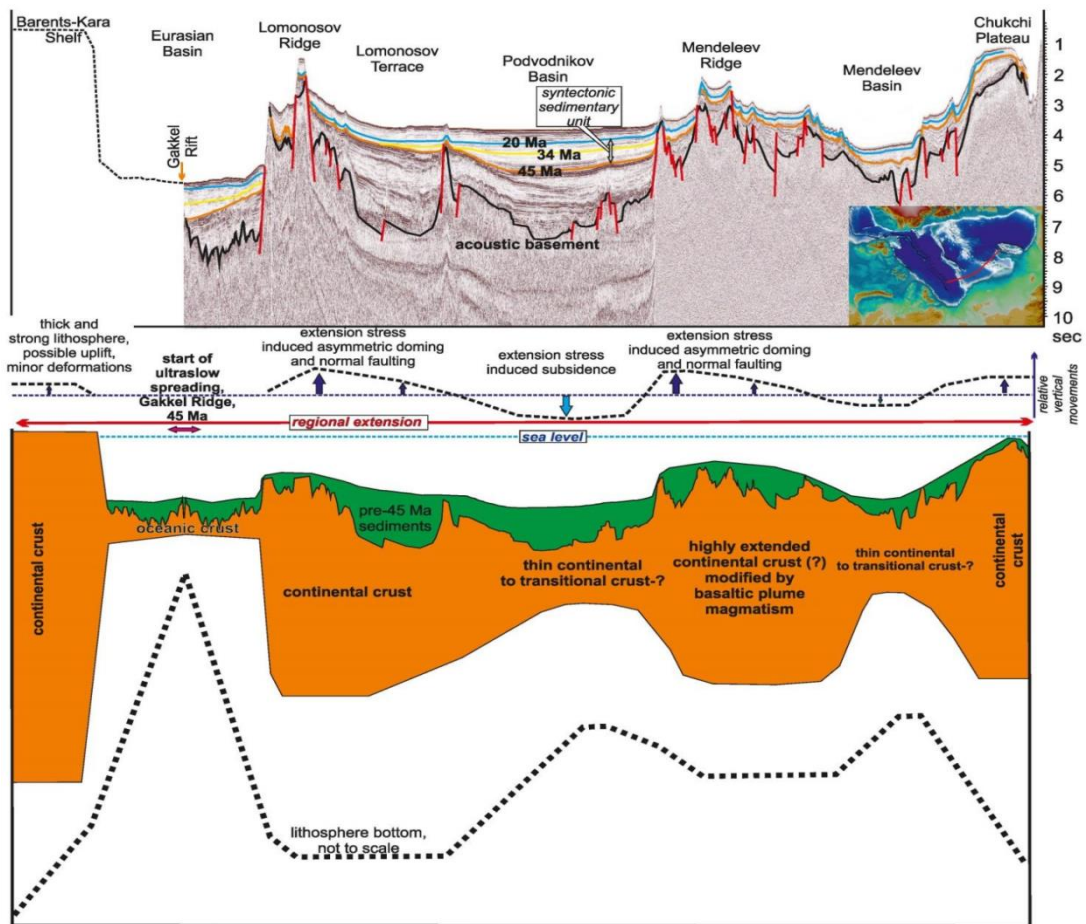 Barents-Kara
Shelf
Eurasian
Basin
Lomonosov
Ridge
Lomonosov
Terrace
Podvodnikov
Basin
syntectonic
sedimentary
unit
Mendeleev
Ridge
Mendeleev
Basin
Chukchi
Plateau
Gakkel
Rift
20 Ma
34 Ma
45 Ma
acoustic basement
1
2
3
4
5
6
7
8
9
10
sec
thick and
strong lithosphere,
possible uplift,
minor deformations
start of
ultraslow
spreading,
Gakkel Ridge,
45 Ma
extension stress
induced asymmetric doming
and normal faulting
extension stress
induced subsidence
extension stress
induced asymmetric doming
and normal faulting
relative
vertical
movements
regional extension
sea level
continental crust
oceanic crust
pre-45 Ma
sediments
continental crust
thin continental
to transitional crust-?
highly extended
continental crust (?)
modified by
basaltic plume
magmatism
thin continental
to transitional crust-?
continental
crust
lithosphere bottom,
not to scale